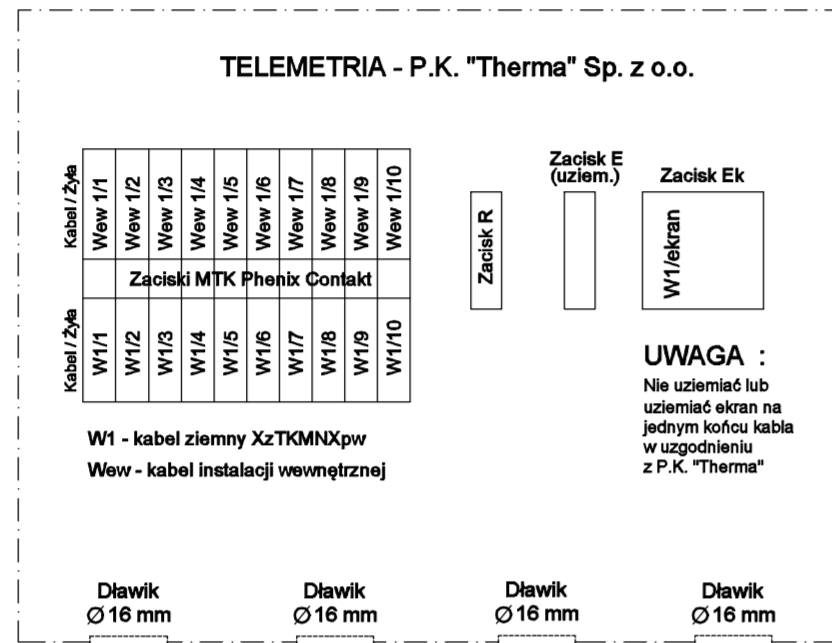 TELEMETRIA - P.K. "Therma" Sp. z o.o.
Kabel / Żyła
Wew 1/1
Wew 1/2
Wew 1/3
Wew 1/4
Wew 1/5
Wew 1/6
Wew 1/7
Wew 1/8
Wew 1/9
Wew 1/10
Zaciski MTK Phenix Contakt
Kabel / Żyła
W1/1
W1/2
W1/3
W1/4
W1/5
W1/6
W1/7
W1/8
W1/9
W1/10
Zacisk R
Zacisk E
(uziem.)
Zacisk Ek
W1/ekran
W1 - kabel ziemny XzTKMNXpw
Wew - kabel instalacji wewnętrznej
UWAGA :
Nie uziemiać lub
uziemiać ekran na
jednym końcu kabla
w uzgodnieniu
z P.K. "Therma"
Dławik
Ø 16 mm
Dławik
Ø 16 mm
Dławik
Ø 16 mm
Dławik
Ø 16 mm